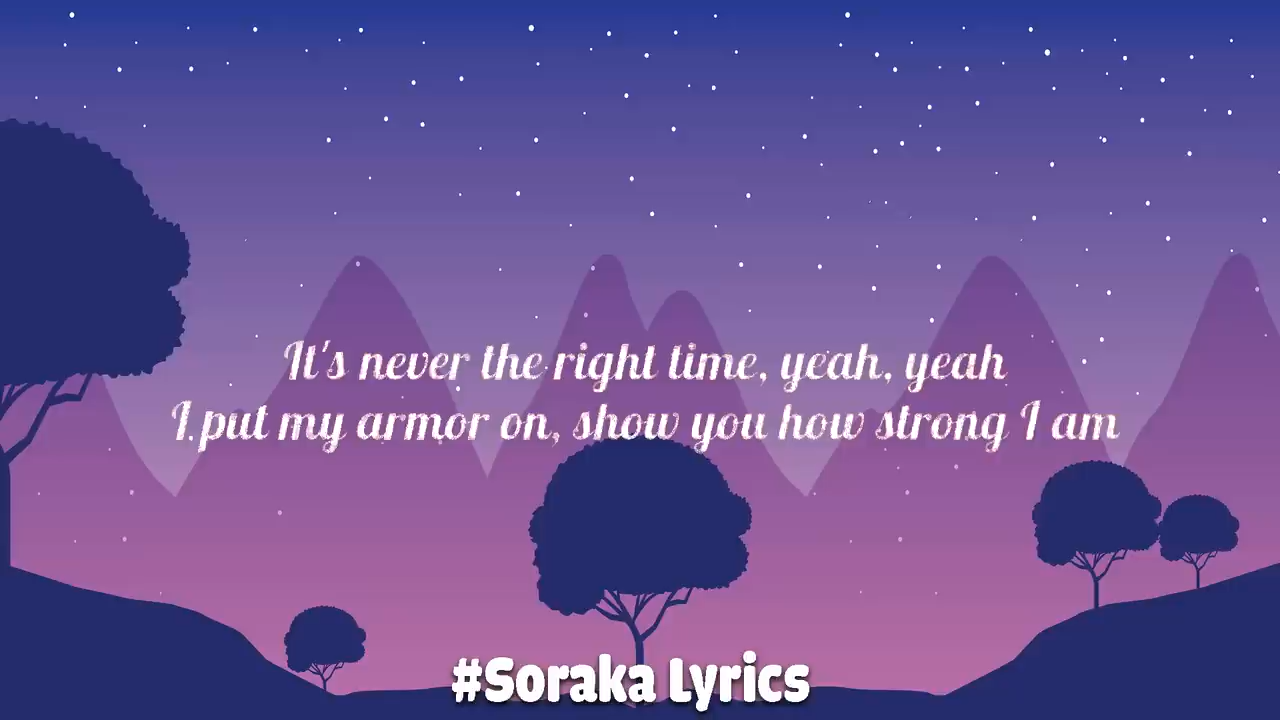 It's never the right time, yeah, yeah
I put my armor on, show you how strong I am
#Soraka Lyrics